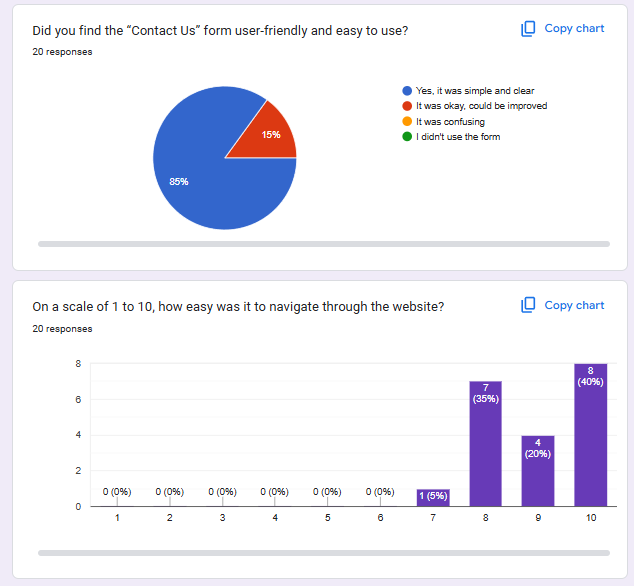 Did you find the “Contact Us” form user-friendly and easy to use?
Copy chart
20 responses
Yes, it was simple and clear
It was okay, could be improved
It was confusing
I didn't use the form
15%
85%
On a scale of 1 to 10, how easy was it to navigate through the website?
Copy chart
20 responses
8
6
4
2
0
0 (0%) 0 (0%) 0 (0%) 0 (0%) 0 (0%) 0 (0%) 1 (5%)
7
(35%)
4
(20%)
8
(40%)
1 2 3 4 5 6 7 8 9 10